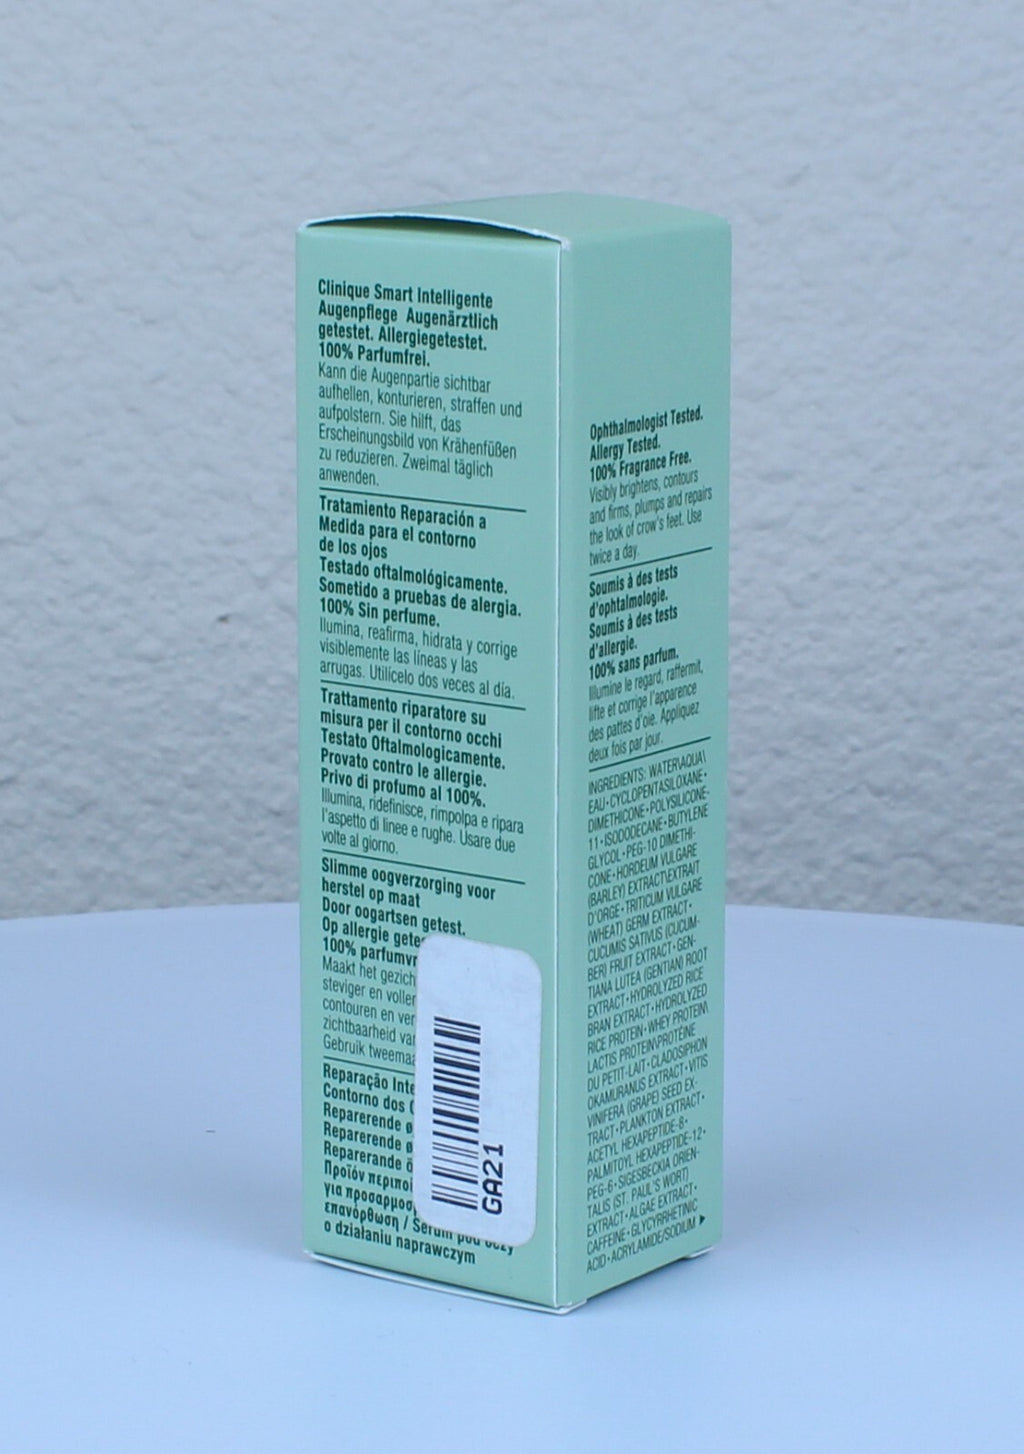 Clinique Smart Intelligente
Augenpflege Augenärztlich
getestet. Allergiegetestet.
100% Parfumfrei.
Kann die Augenpartie sichtbar
aufhellen, konturieren, straffen und
aufpolstern. Sie hilft, das
Erscheinungsbild von Krähenfüßen
zu reduzieren. Zweimal täglich
anwenden.
Tratamiento Reparación a
Medida para el contorno
de los ojos
Testado oftalmológicamente.
Sometido a pruebas de alergia.
100% Sin perfume.
Ilumina, reafirma, hidrata y corrige
visiblemente las líneas y las
arrugas. Utilícelo dos veces al día.
Trattamento riparatore su
misura per il contorno occhi
Testato Oftalmologicamente.
Provato contro le allergie.
Privo di profumo al 100%.
Illumina, ridefinisce, rimpolpa e ripara
l'aspetto di linee e rughe. Usare due
volte al giorno.
Slimme oogverzorging voor
herstel op maat
Door oogartsen getest.
Op allergie
100%
Maakt het
steviger en
contouren en
zichtbaarheid
Gebruik
Reparação
Contorno dos
Reparerende
Reparerende
Reparerande
Προϊόν
για
επανόρθωση / Serum pod oczy
o działaniu naprawczym
GA21
Ophthalmologist Tested.
Allergy Tested.
100% Fragrance Free.
Visibly brightens, contours
and firms, plumps and repairs
the look of crow's feet. Use
twice a day.
Soumis à des tests
d'ophtalmologie.
Soumis à des tests
d'allergie.
100% sans parfum.
Illumine le regard, raffermit,
lifte et corrige l'apparence
des pattes d'oie. Appliquez
deux fois par jour.
INGREDIENTS: WATER\AQUA\
EAU • CYCLOPENTASILOXANE •
DIMETHICONE • POLYSILICONE-
11 • ISODODECANE • BUTYLENE
GLYCOL • PEG-10 DIMETHI-
CONE • HORDEUM VULGARE
(BARLEY) EXTRACT\EXTRAIT
D'ORGE • TRITICUM VULGARE
(WHEAT) GERM EXTRACT •
CUCUMIS SATIVUS (CUCUM-
BER) FRUIT EXTRACT • GEN-
TIANA LUTEA (GENTIAN) ROOT
EXTRACT • HYDROLYZED RICE
BRAN EXTRACT • HYDROLYZED
RICE PROTEIN • WHEY PROTEIN\
LACTIS PROTEIN\PROTÉINE
DU PETIT-LAIT • CLADOSIPHON
OKAMURANUS EXTRACT • VITIS
VINIFERA (GRAPE) SEED EX-
TRACT • PLANKTON EXTRACT •
ACETYL HEXAPEPTIDE-8 •
PALMITOYL HEXAPEPTIDE-12 •
PEG-6 • SIGESBECKIA ORIEN-
TALIS (ST. PAUL'S WORT)
EXTRACT • ALGAE EXTRACT •
CAFFEINE • GLYCYRRHETINIC
ACID • ACRYLAMIDE/SODIUM ▶